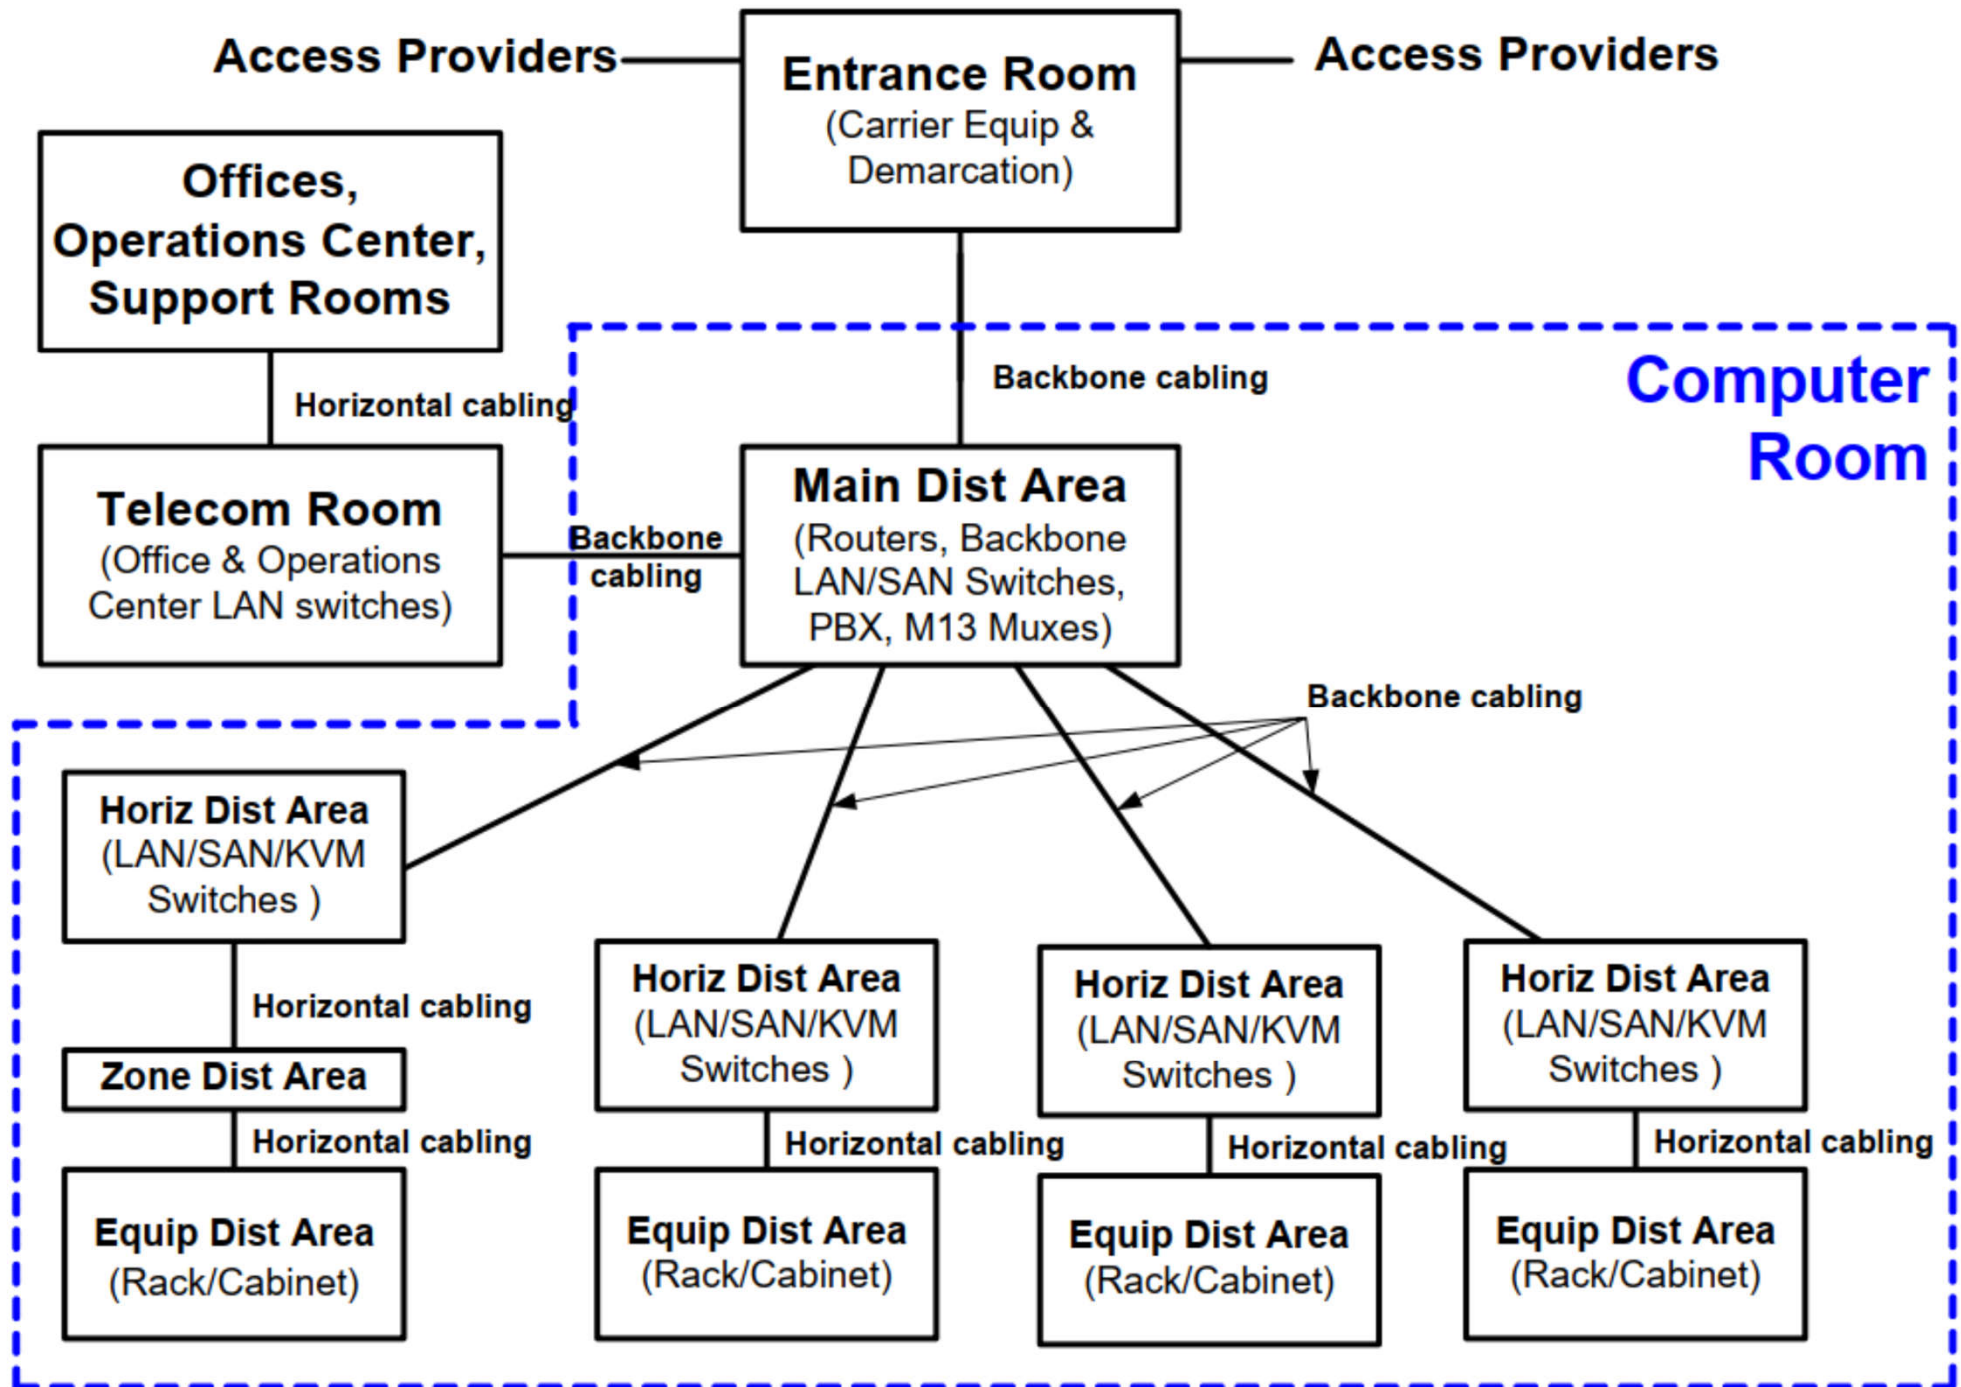 Access Providers
Entrance Room
(Carrier Equip &
Demarcation)
Access Providers
Offices,
Operations Center,
Support Rooms
Horizontal cabling
Backbone cabling
Computer
Room
Telecom Room
(Office & Operations
Center LAN switches)
Backbone
cabling
Main Dist Area
(Routers, Backbone
LAN/SAN Switches,
PBX, M13 Muxes)
Backbone cabling
Horiz Dist Area
(LAN/SAN/KVM
Switches )
Horizontal cabling
Zone Dist Area
Horizontal cabling
Equip Dist Area
(Rack/Cabinet)
Horiz Dist Area
(LAN/SAN/KVM
Switches )
Horizontal cabling
Equip Dist Area
(Rack/Cabinet)
Horiz Dist Area
(LAN/SAN/KVM
Switches )
Horizontal cabling
Equip Dist Area
(Rack/Cabinet)
Horiz Dist Area
(LAN/SAN/KVM
Switches )
Horizontal cabling
Equip Dist Area
(Rack/Cabinet)